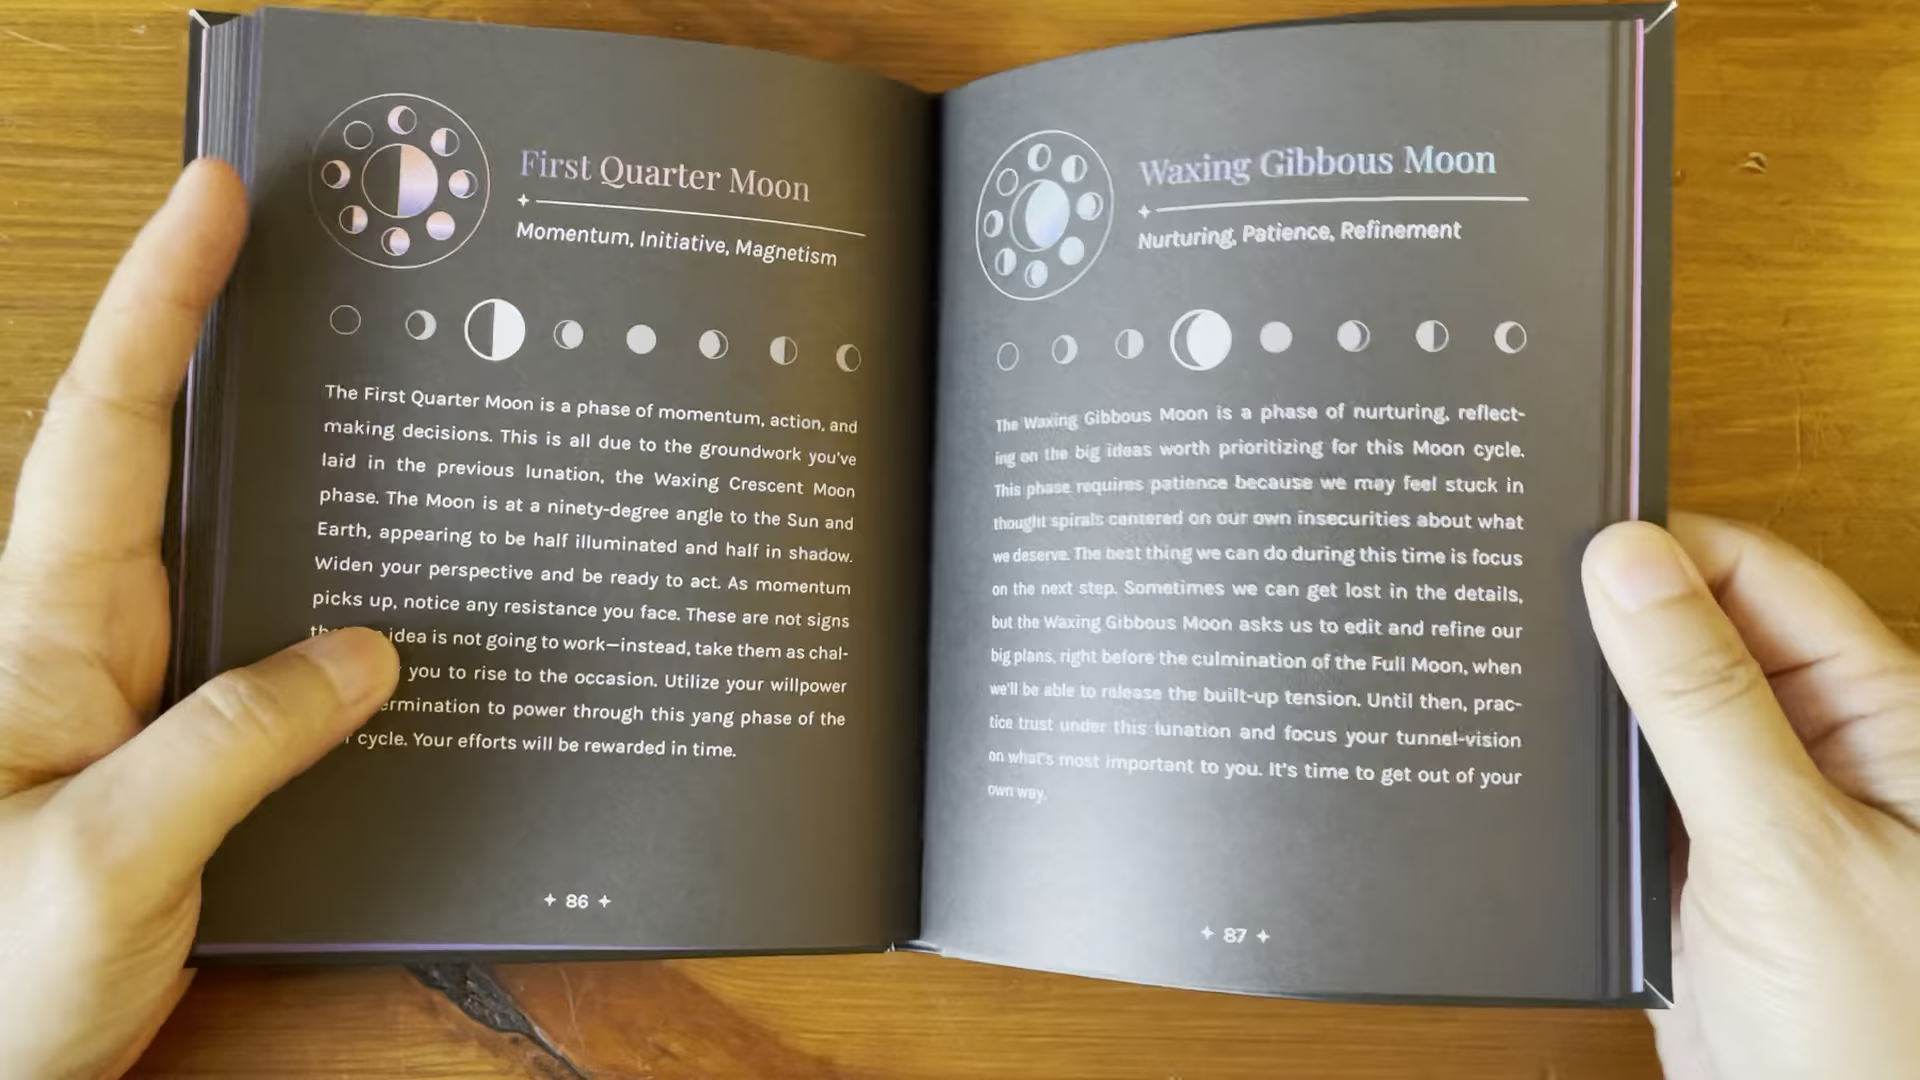 First Quarter Moon
Momentum, Initiative, Magnetism
The First Quarter Moon is a phase of momentum, action, and
making decisions. This is all due to the groundwork you've
laid in the previous lunation, the Waxing Crescent Moon
phase. The Moon is at a ninety-degree angle to the Sun and
Earth, appearing to be half illuminated and half in shadow.
Widen your perspective and be ready to act. As momentum
picks up, notice any resistance you face. These are not signs
idea is not going to work—instead, take them as chal-
you to rise to the occasion. Utilize your willpower
to power through this yang phase of the
cycle. Your efforts will be rewarded in time.
86
Waxing Gibbous Moon
Nurturing, Patience, Refinement
The Waxing Gibbous Moon is a phase of nurturing, reflect-
ing on the big ideas worth prioritizing for this Moon cycle.
This phase requires patience because we may feel stuck in
thought spirals centered on our own insecurities about what
we deserve. The best thing we can do during this time is focus
on the next step. Sometimes we can get lost in the details,
but the Waxing Gibbous Moon asks us to edit and refine our
big plans, right before the culmination of the Full Moon, when
we'll be able to release the built-up tension. Until then, prac-
tice trust under this lunation and focus your tunnel-vision
on what's most important to you. It's time to get out of your
own way.
87